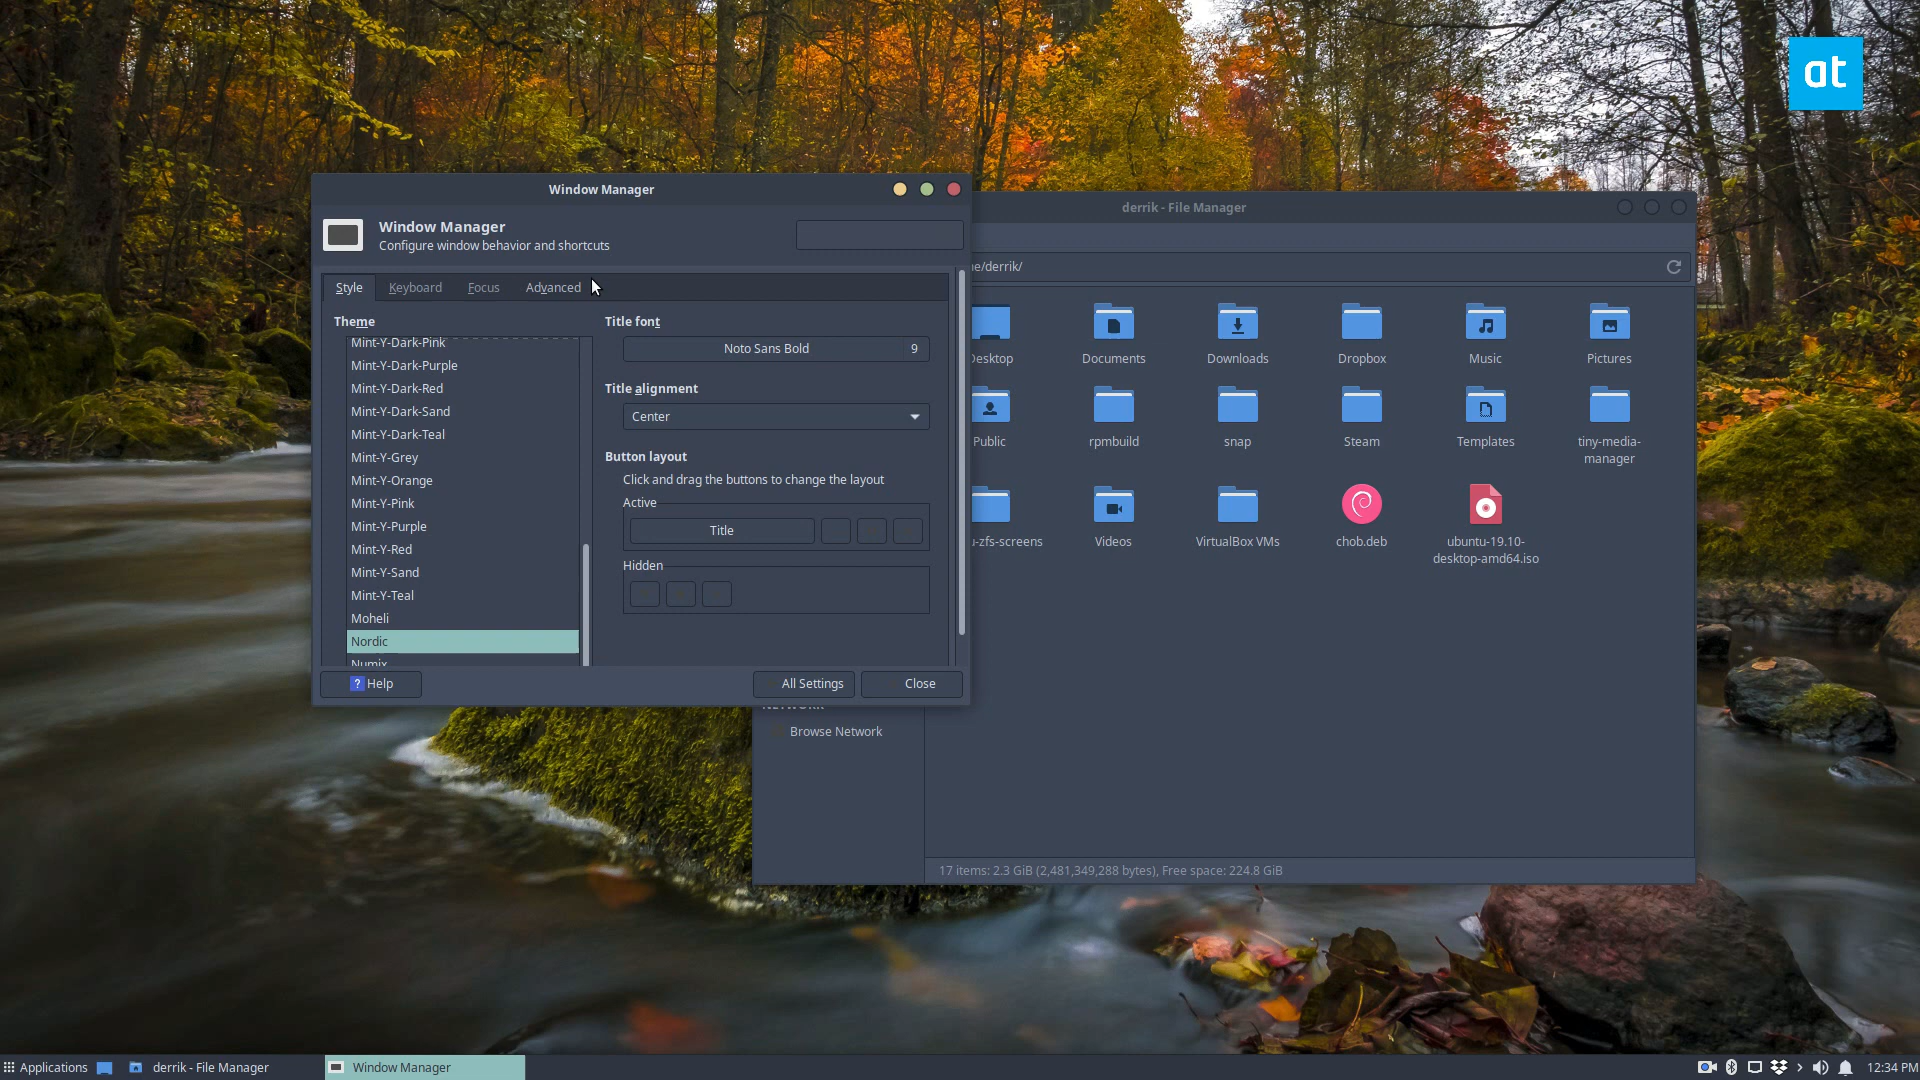 at
Window Manager
Window Manager
Configure window behavior and shortcuts
Style
Keyboard
Focus
Advanced
Theme
Mint-Y-Dark-Pink
Mint-Y-Dark-Purple
Mint-Y-Dark-Red
Mint-Y-Dark-Sand
Mint-Y-Dark-Teal
Mint-Y-Grey
Mint-Y-Orange
Mint-Y-Pink
Mint-Y-Purple
Mint-Y-Red
Mint-Y-Sand
Mint-Y-Teal
Moheli
Nordic
Numix
Title font
Noto Sans Bold 9
Title alignment
Center
Button layout
Click and drag the buttons to change the layout
Active
Title
Hidden
? Help
All Settings
Close
derrik - File Manager
e/derrik/
Desktop
Documents
Downloads
Dropbox
Music
Pictures
Public
rpmbuild
snap
Steam
Templates
tiny-media-
manager
u-zfs-screens
Videos
VirtualBox VMs
chob.deb
ubuntu-19.10-
desktop-amd64.iso
NETWORK
Browse Network
17 items: 2.3 GiB (2,481,349,288 bytes), Free space: 224.8 GiB
Applications
derrik - File Manager
Window Manager
12:34 PM